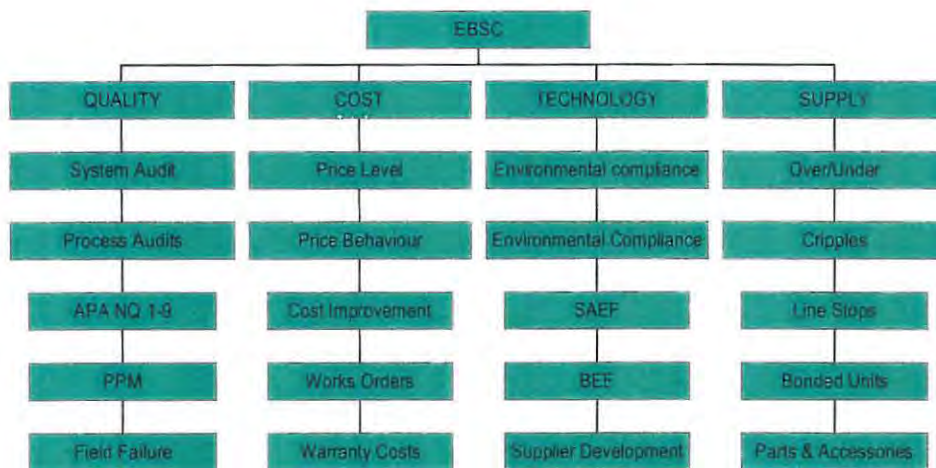 EBSC
QUALITY
COST
TECHNOLOGY
SUPPLY
System Audit
Price Level
Environmental compliance
Over/Under
Process Audits
Price Behaviour
Environmental Compliance
Cripples
APA NQ 1-9
Cost Improvement
SAEF
Line Stops
PPM
Works Orders
BEE
Bonded Units
Field Failure
Warranty Costs
Supplier Development
Parts & Accessories